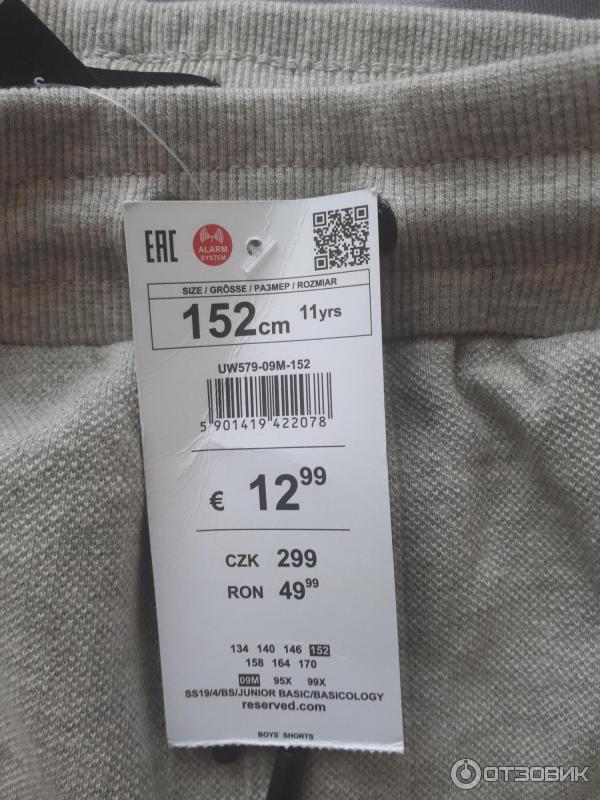 EAC
ALARM
SYSTEM
SIZE / GRÖSSE / РАЗМЕР / ROZMIAR
152cm 11yrs
UW579-09M-152
5 901419 422078
€ 12 99
CZK 299
RON 49 99
134 140 146 152
158 164 170
09M 95X 99X
SS19/4/BS/JUNIOR BASIC/BASICOLOGY
reserved.com
BOYS` SHORTS
ОТЗОВИК